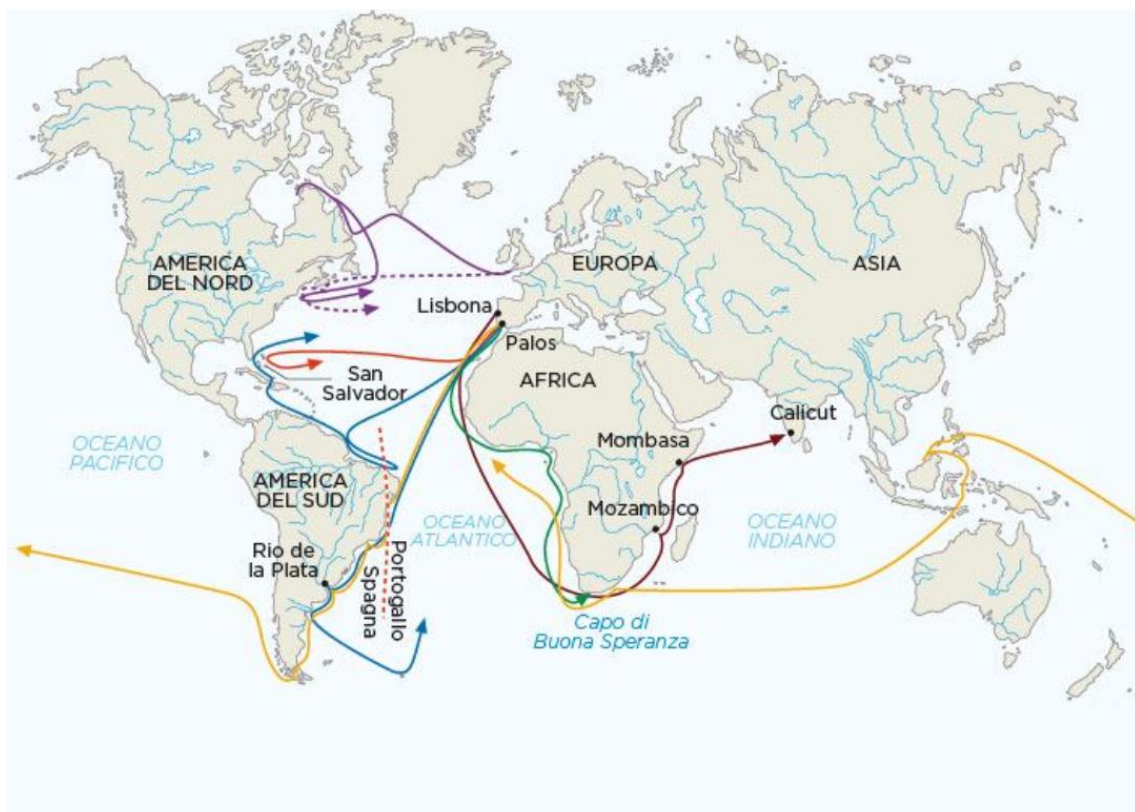 AMERICA
DEL NORD
EUROPA
ASIA
Lisbona
Palos
San
Salvador
AFRICA
Calicut
Mombasa
OCEANO
PACIFICO
AMERICA
DEL SUD
Mozambico
OCEANO
ATLANTICO
OCEANO
INDIANO
Rio de
la Plata
Portogallo
Spagna
Capo di
Buona Speranza